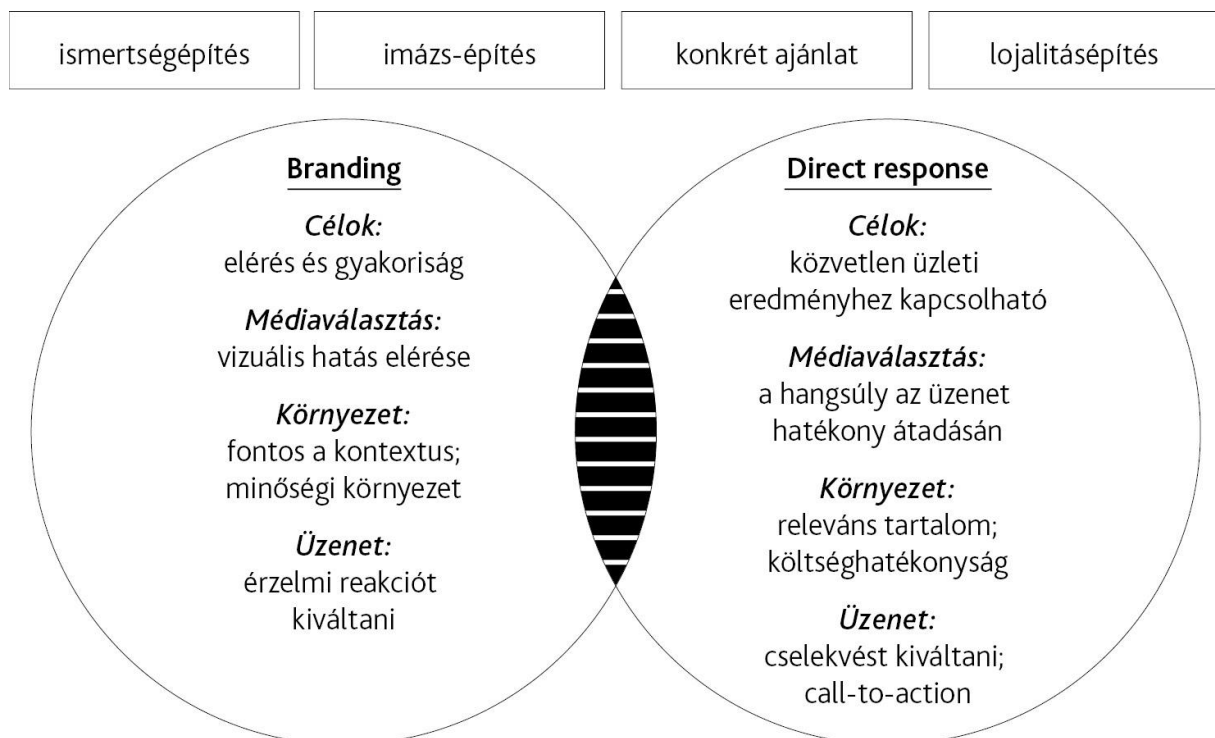 ismertségépítés
imázs-építés
konkrét ajánlat
lojalitásépítés
Branding
Célok:
elérés és gyakoriság
Médiaválasztás:
vizuális hatás elérése
Környezet:
fontos a kontextus;
minőségi környezet
Üzenet:
érzelmi reakciót
kiváltani
Direct response
Célok:
közvetlen üzleti
eredményhez kapcsolható
Médiaválasztás:
a hangsúly az üzenet
hatékony átadásán
Környezet:
releváns tartalom;
költséghatékonyság
Üzenet:
cselekvést kiváltani;
call-to-action